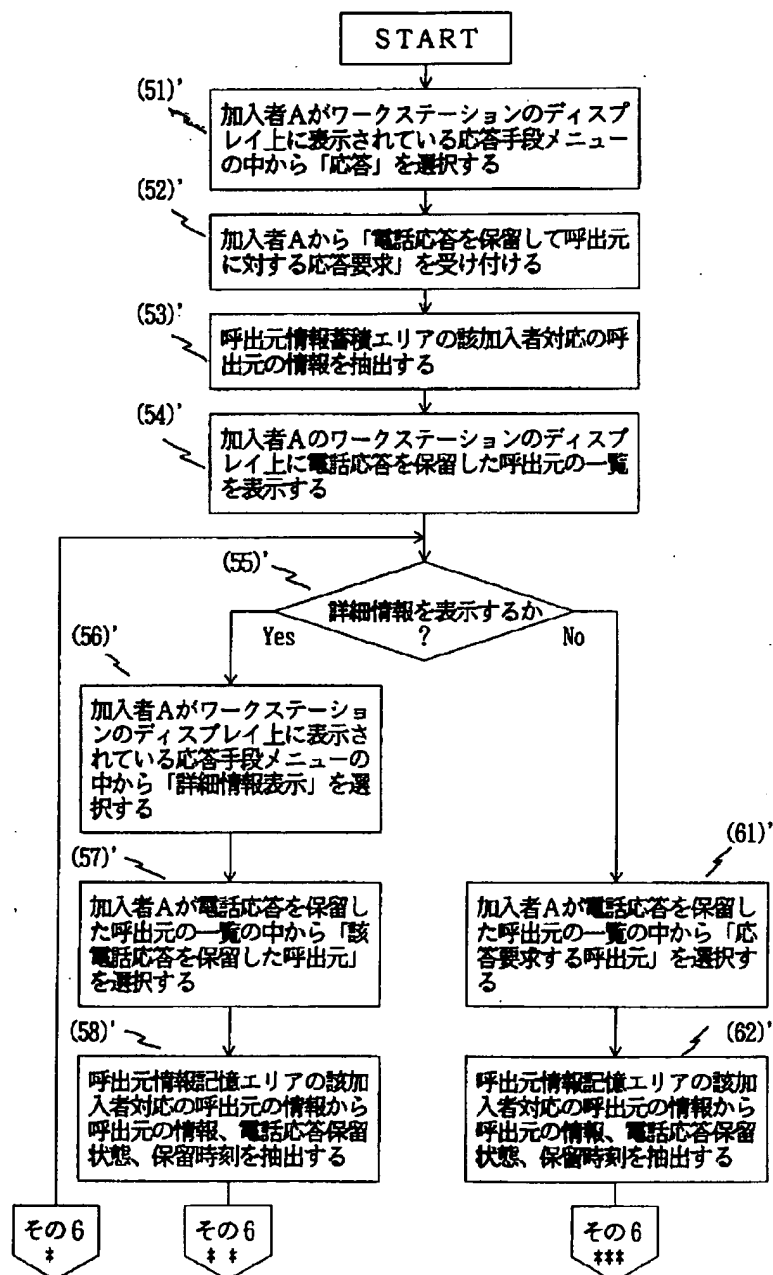 START
(51)'
加入者Aがワークステーションのディスプ
レイ上に表示されている応答手段メニュー
の中から「応答」を選択する
(52)'
加入者Aから「電話応答を保留して呼出元
に対する応答要求」を受け付ける
(53)'
呼出元情報蓄積エリアの該加入者対応の呼
出元の情報を抽出する
(54)'
加入者Aのワークステーションのディスプ
レイ上に電話応答を保留した呼出元の一覧
を表示する
(55)'
詳細情報を表示するか
?
Yes
No
(56)'
加入者Aがワークステーショ
ンのディスプレイ上に表示さ
れている応答手段メニューの
中から「詳細情報表示」を選
択する
(57)'
加入者Aが電話応答を保留し
た呼出元の一覧の中から「該
電話応答を保留した呼出元」
を選択する
(58)'
呼出元情報記憶エリアの該加
入者対応の呼出元の情報から
呼出元の情報、電話応答保留
状態、保留時刻を抽出する
(61)'
加入者Aが電話応答を保留し
た呼出元の一覧の中から「応
答要求する呼出元」を選択す
る
(62)'
呼出元情報記憶エリアの該加
入者対応の呼出元の情報から
呼出元の情報、電話応答保留
状態、保留時刻を抽出する
その6
*
その6
* *
その6
***